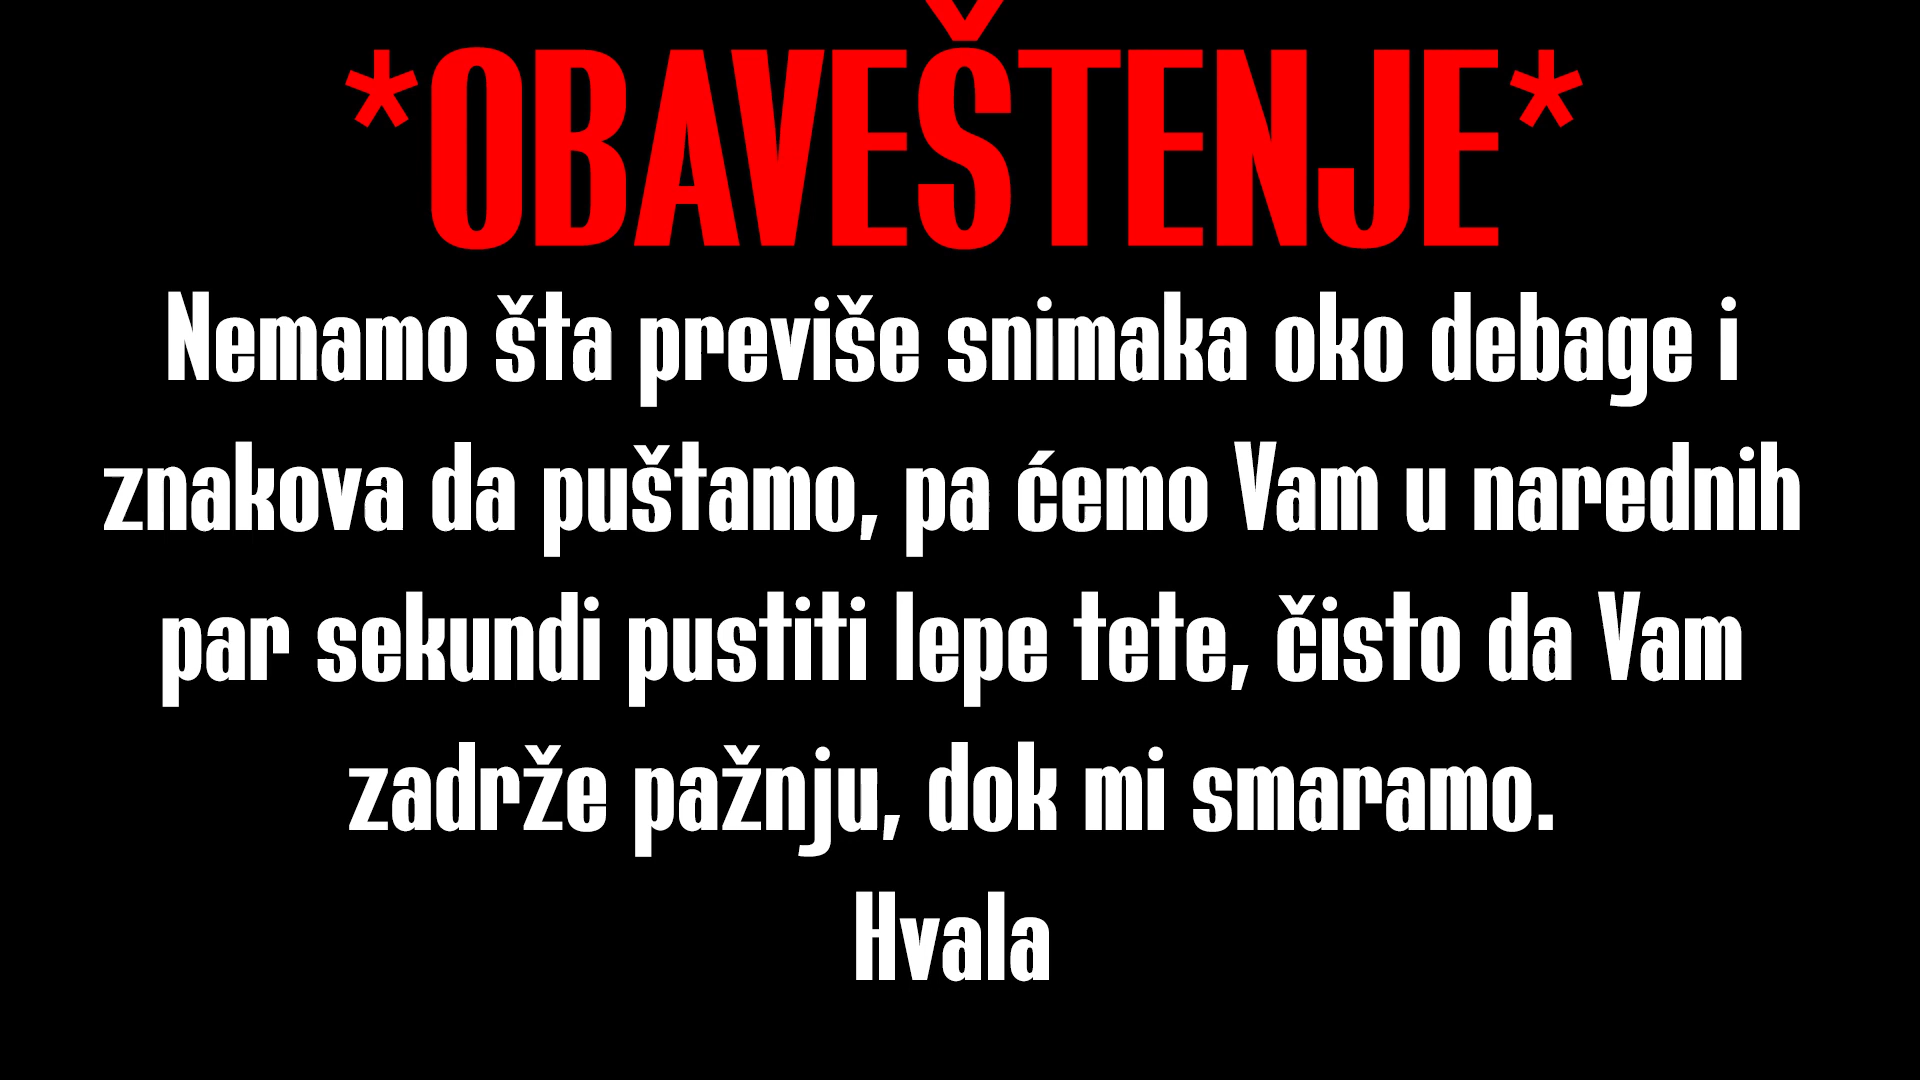 *OBAVEŠTENJE*
Nemamo šta previše snimaka oko debage i
znakova da puštamo, pa ćemo Vam u narednih
par sekundi pustiti lepe tete, čisto da Vam
zadrže pažnju, dok mi smaramo.
Hvala